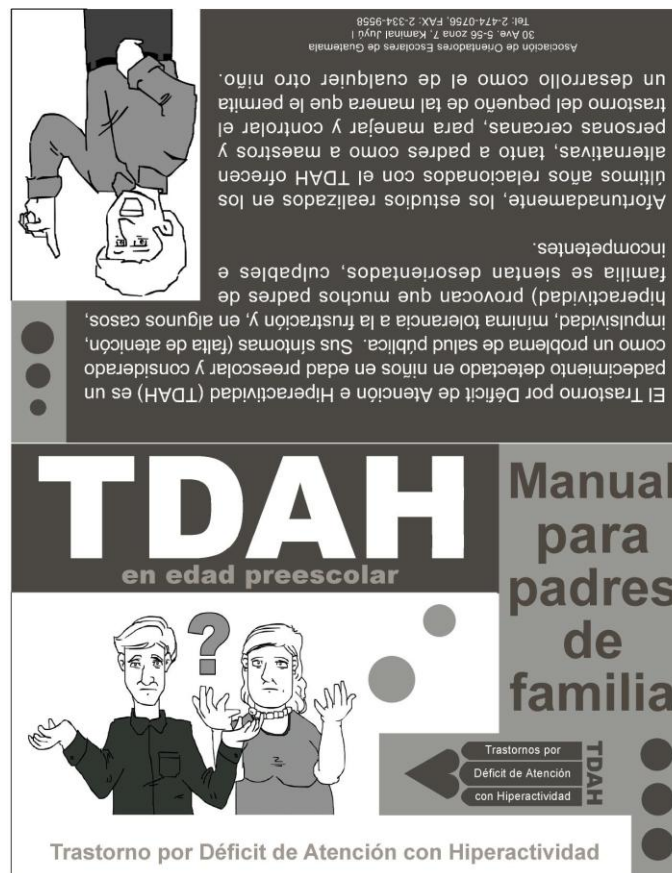 TDAH
en edad preescolar
Manual
para
padres
de
familia
?
Trastornos por
Déficit de Atención
con Hiperactividad
TDAH
Trastorno por Déficit de Atención con Hiperactividad
El Trastorno por Déficit de Atención e Hiperactividad (TDAH) es un
padecimiento detectado en niños en edad preescolar y considerado
como un problema de salud pública. Sus síntomas (falta de atenición,
impulsividad, mínima tolerancia a la frustración y, en algunos casos,
hiperactividad) provocan que muchos padres de
familia se sientan desorientados, culpables e
incompetentes.
Afortunadamente, los estudios realizados en los
últimos años relacionados con el TDAH ofrecen
alternativas, tanto a padres como a maestros y
personas cercanas, para manejar y controlar el
trastorno del pequeño de tal manera que le permita
un desarrollo como el de cualquier otro niño.
Asociación de Orientadores Escolares de Guatemala
30 Ave. 5-56 zona 7, Kaminal Juyú I
Tel: 2-474-0756, FAX: 2-334-9558